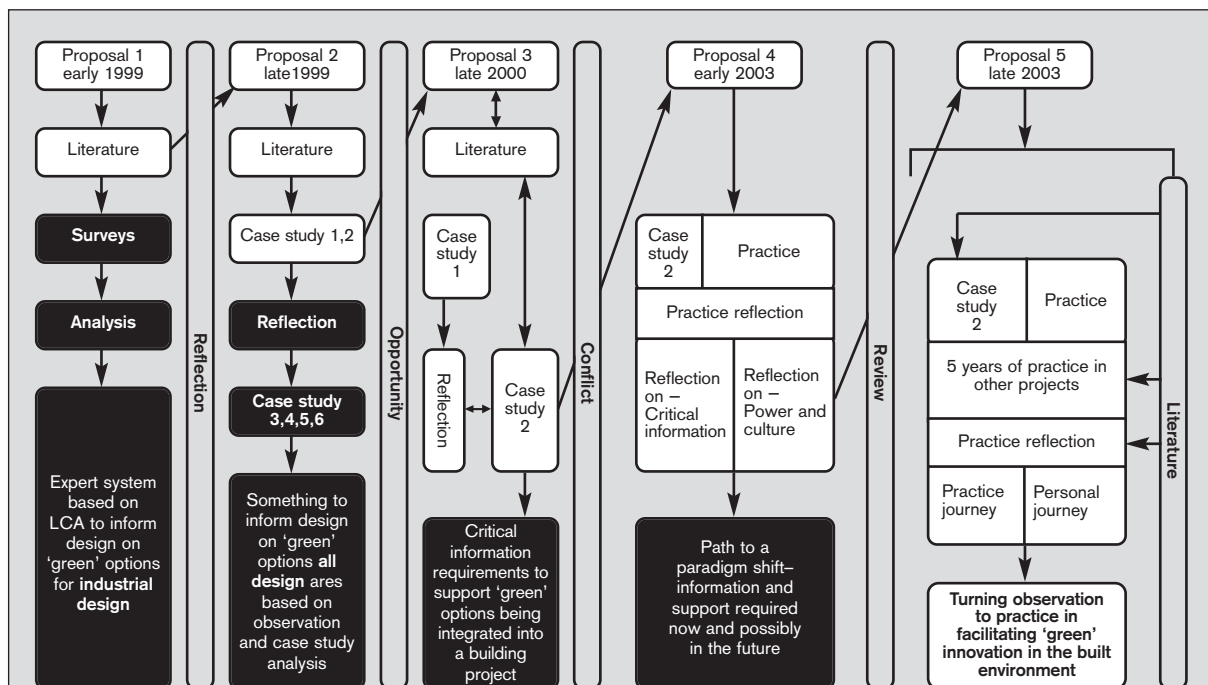 Proposal 1
early 1999
Literature
Surveys
Analysis
Expert system
based on
LCA to inform
design on
‘green’ options
for industrial
design
Reflection
Proposal 2
late1999
Literature
Case study 1,2
Reflection
Case study
3,4,5,6
Something to
inform design
on ‘green’
options all
design ares
based on
observation
and case study
analysis
Opportunity
Proposal 3
late 2000
Literature
Case
study
1
Reflection
Case
study
2
Critical
information
requirements to
support ‘green’
options being
integrated into
a building
project
Conflict
Proposal 4
early 2003
Case
study
2
Practice
Practice reflection
Reflection
on –
Critical
information
Reflection
on –
Power and
culture
Path to a
paradigm shift–
information and
support required
now and possibly
in the future
Review
Proposal 5
late 2003
Case
study
2
Practice
5 years of practice in
other projects
Practice reflection
Practice
journey
Personal
journey
Turning observation
to practice in
facilitating ‘green’
innovation in the built
environment
Literature